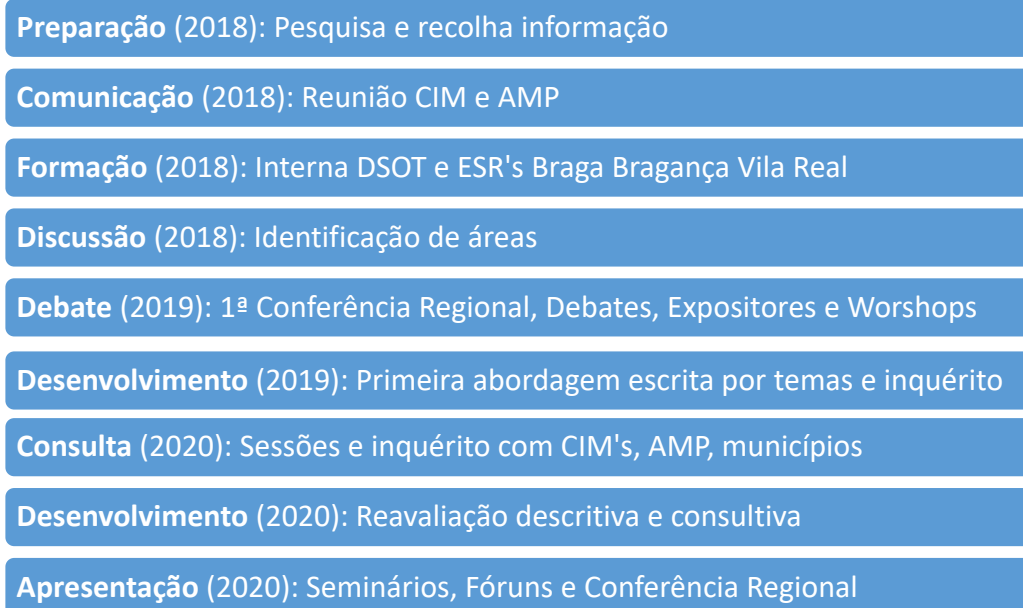 Preparação (2018): Pesquisa e recolha informação
Comunicação (2018): Reunião CIM e AMP
Formação (2018): Interna DSOT e ESR's Braga Bragança Vila Real
Discussão (2018): Identificação de áreas
Debate (2019): 1ª Conferência Regional, Debates, Expositores e Worshops
Desenvolvimento (2019): Primeira abordagem escrita por temas e inquérito
Consulta (2020): Sessões e inquérito com CIM's, AMP, municípios
Desenvolvimento (2020): Reavaliação descritiva e consultiva
Apresentação (2020): Seminários, Fóruns e Conferência Regional